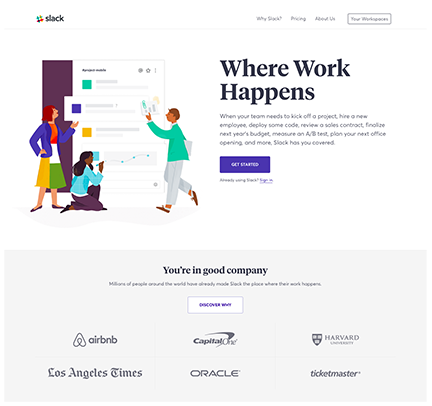 slack
Why Slack? Pricing About Us Your Workspaces
#project-mobile
Where Work
Happens
When your team needs to kick off a project, hire a new
employee, deploy some code, review a sales contract, finalize
next year's budget, measure an A/B test, plan your next office
opening, and more, Slack has you covered.
GET STARTED
Already using Slack? Sign in.
You're in good company
Millions of people around the world have already made Slack the place where their work happens.
DISCOVER WHY
airbnb
Capital One
HARVARD
UNIVERSITY
Los Angeles Times
ORACLE
ticketmaster